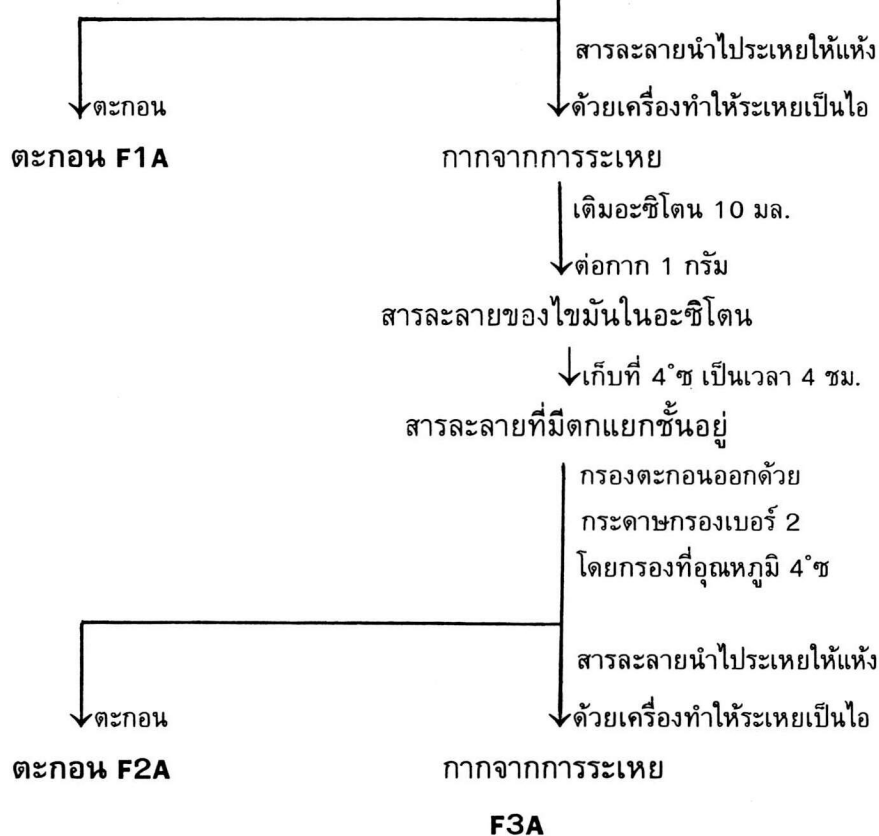 สารละลายนำไประเหยให้แห้ง
ตะกอน
ด้วยเครื่องทำให้ระเหยเป็นไอ
ตะกอน F1A
กากจากการระเหย
เติมอะซิโตน 10 มล.
ต่อกาก 1 กรัม
สารละลายของไขมันในอะซิโตน
เก็บที่ 4°ซ เป็นเวลา 4 ชม.
สารละลายที่มีตกแยกชั้นอยู่
กรองตะกอนออกด้วย
กระดาษกรองเบอร์ 2
โดยกรองที่อุณหภูมิ 4°ซ
สารละลายนำไประเหยให้แห้ง
ตะกอน
ด้วยเครื่องทำให้ระเหยเป็นไอ
ตะกอน F2A
กากจากการระเหย
F3A